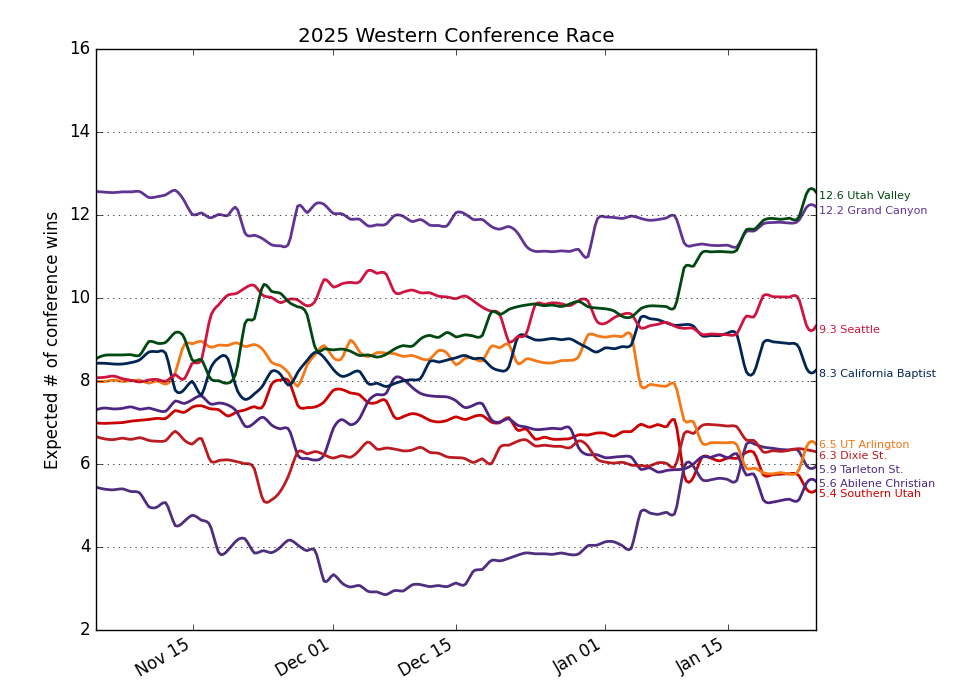 2025 Western Conference Race
Expected # of conference wins
16
14
12
10
8
6
4
2
12.6 Utah Valley
12.2 Grand Canyon
9.3 Seattle
8.3 California Baptist
6.5 UT Arlington
6.3 Dixie St.
5.9 Tarleton St.
5.6 Abilene Christian
5.4 Southern Utah
Nov 15
Dec 01
Dec 15
Jan 01
Jan 15